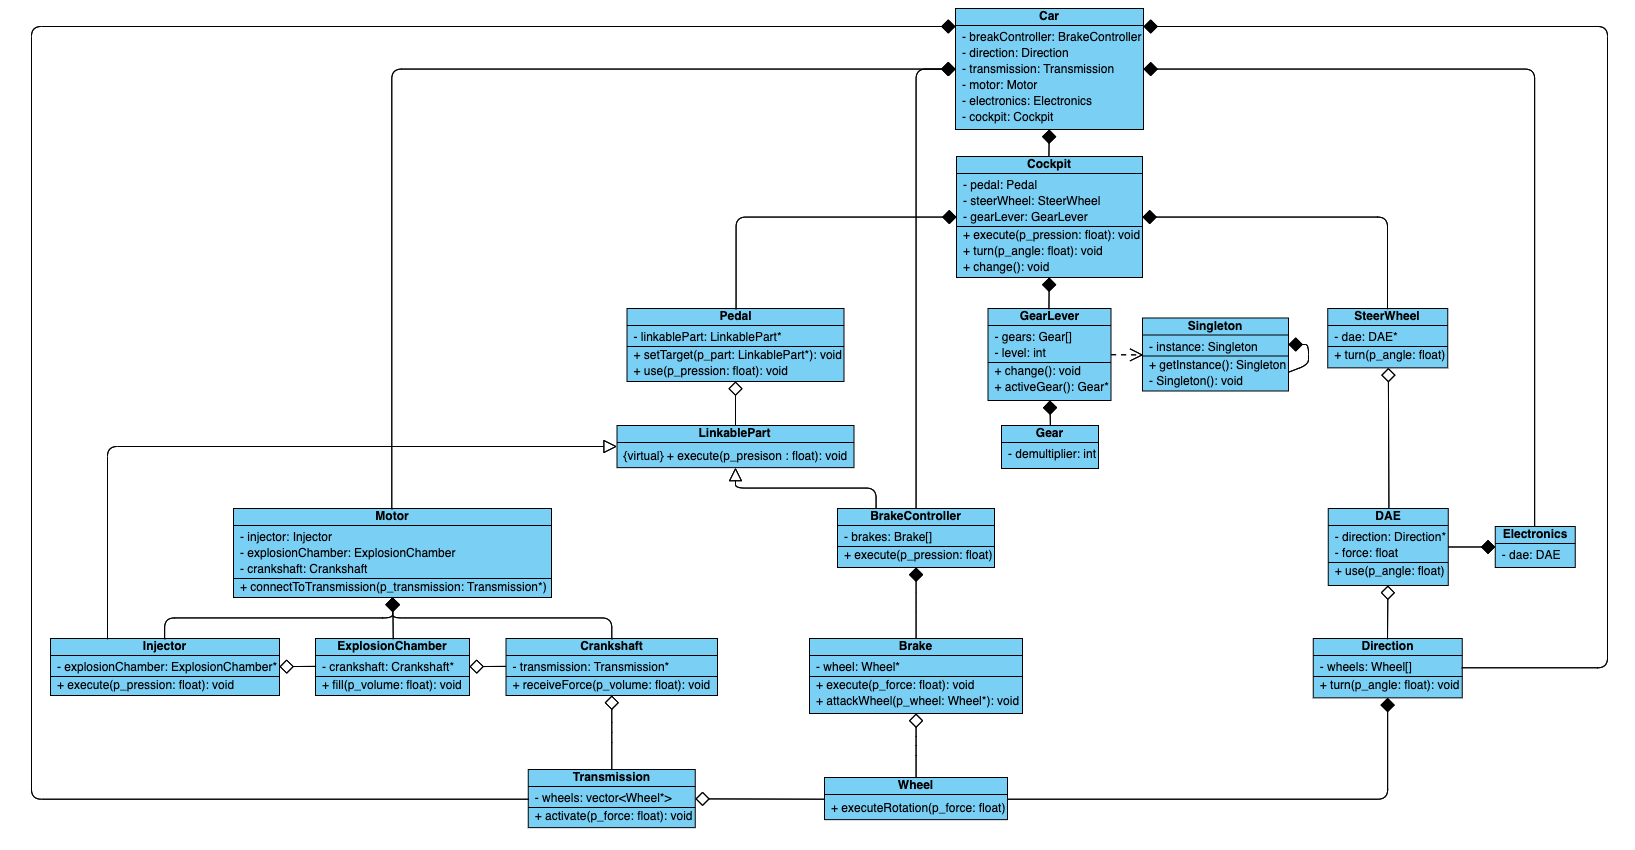 Car
- breakController: BrakeController
- direction: Direction
- transmission: Transmission
- motor: Motor
- electronics: Electronics
- cockpit: Cockpit
Cockpit
- pedal: Pedal
- steerWheel: SteerWheel
- gearLever: GearLever
+ execute(p_pression: float): void
+ turn(p_angle: float): void
+ change(): void
Pedal
- linkablePart: LinkablePart*
+ setTarget(p_part: LinkablePart*): void
+ use(p_pression: float): void
GearLever
- gears: Gear[]
- level: int
+ change(): void
+ activeGear(): Gear*
Singleton
- instance: Singleton
+ getInstance(): Singleton
- Singleton(): void
SteerWheel
- dae: DAE*
+ turn(p_angle: float)
LinkablePart
{virtual} + execute(p_presison : float): void
Gear
- demultiplier: int
Motor
- injector: Injector
- explosionChamber: ExplosionChamber
- crankshaft: Crankshaft
+ connectToTransmission(p_transmission: Transmission*)
BrakeController
- brakes: Brake[]
+ execute(p_pression: float)
DAE
- direction: Direction*
- force: float
+ use(p_angle: float)
Electronics
- dae: DAE
Injector
- explosionChamber: ExplosionChamber*
+ execute(p_pression: float): void
ExplosionChamber
- crankshaft: Crankshaft*
+ fill(p_volume: float): void
Crankshaft
- transmission: Transmission*
+ receiveForce(p_volume: float): void
Brake
- wheel: Wheel*
+ execute(p_force: float): void
+ attackWheel(p_wheel: Wheel*): void
Direction
- wheels: Wheel[]
+ turn(p_angle: float): void
Transmission
- wheels: vector<Wheel*>
+ activate(p_force: float): void
Wheel
+ executeRotation(p_force: float)